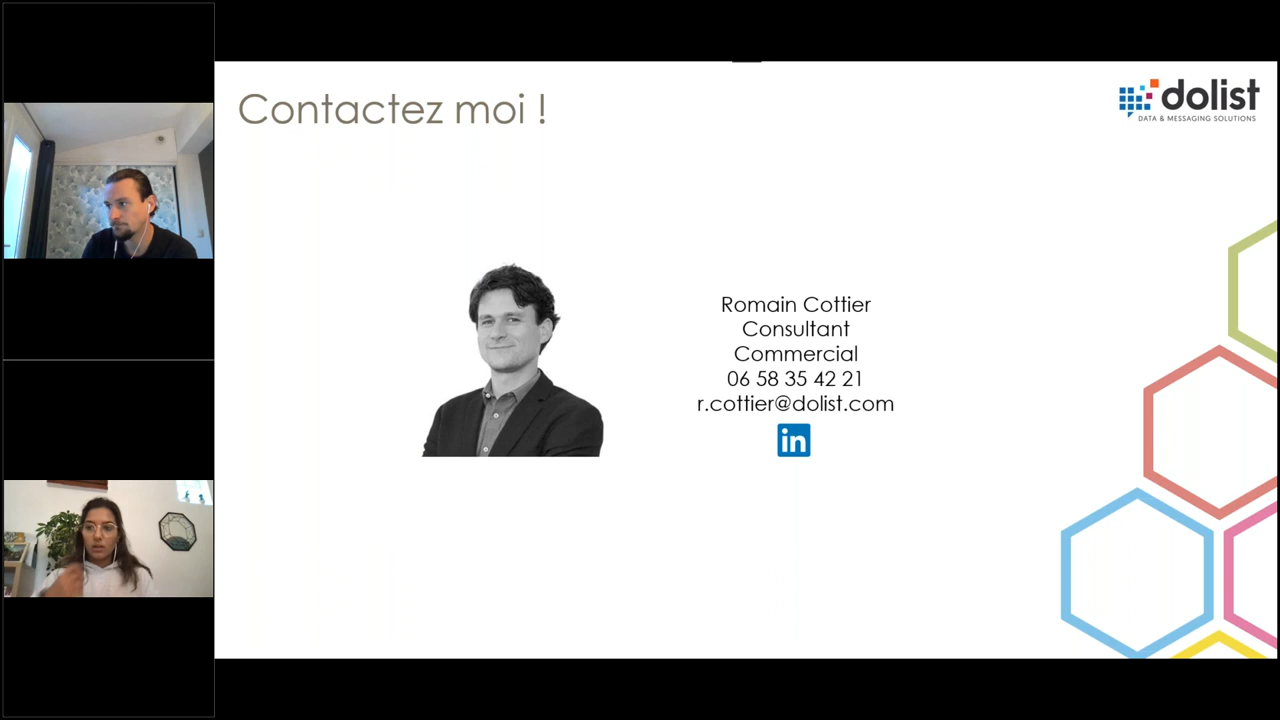 Contactez moi !
dolist
DATA & MESSAGING SOLUTIONS
Romain Cottier
Consultant
Commercial
06 58 35 42 21
r.cottier@dolist.com
in